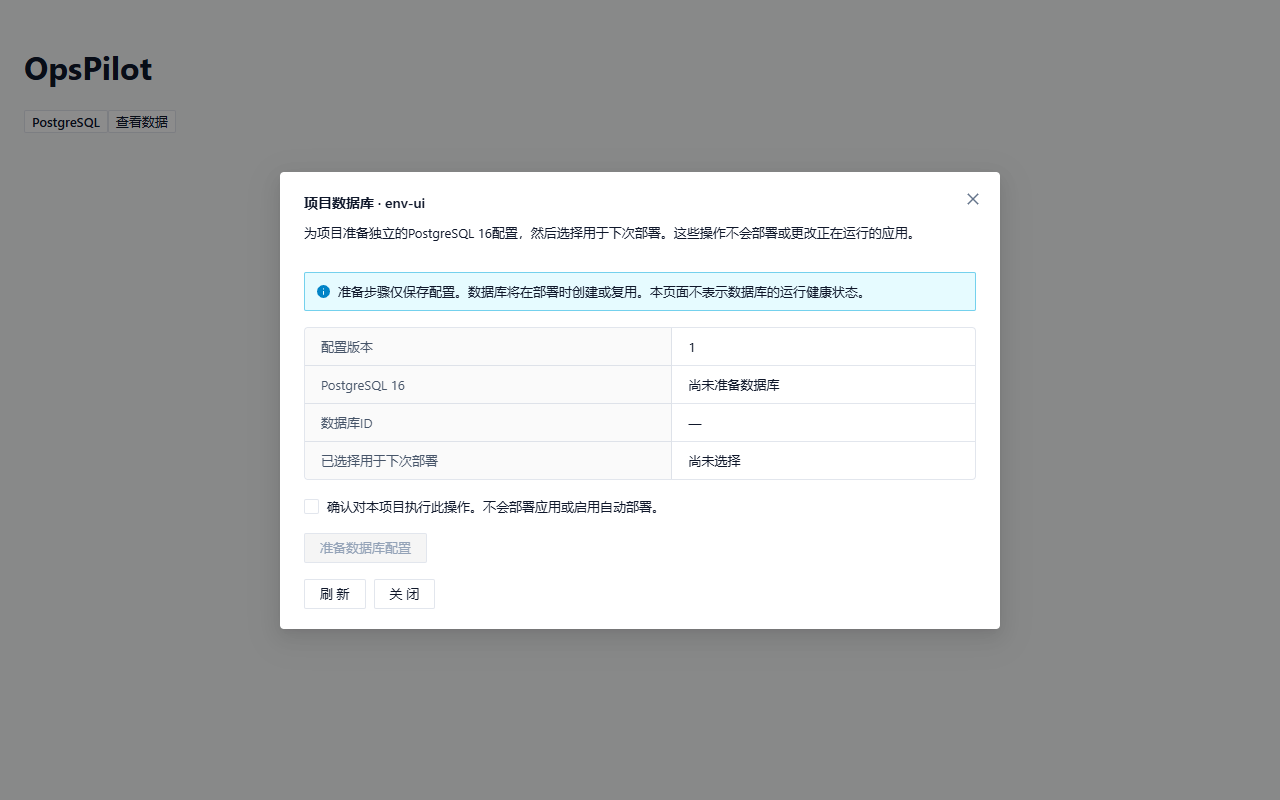 OpsPilot
PostgreSQL 查看数据
项目数据库 · env-ui
为项目准备独立的PostgreSQL 16配置，然后选择用于下次部署。这些操作不会部署或更改正在运行的应用。
准备步骤仅保存配置。数据库将在部署时创建或复用。本页面不表示数据库的运行健康状态。
配置版本 1
PostgreSQL 16 尚未准备数据库
数据库ID —
已选择用于下次部署 尚未选择
确认对本项目执行此操作。不会部署应用或启用自动部署。
准备数据库配置
刷 新 关 闭